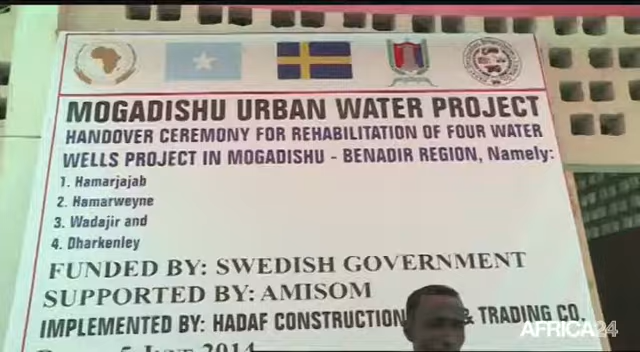 MOGADISHU URBAN WATER PROJECT
HANDOVER CEREMONY FOR REHABILITATION OF FOUR WATER
WELLS PROJECT IN MOGADISHU - BENADIR REGION, Namely:
1. Hamarjajab
2. Hamarweyne
3. Wadajir and
4. Dharkenley
FUNDED BY: SWEDISH GOVERNMENT
SUPPORTED BY: AMISOM
IMPLEMENTED BY: HADAF CONSTRUCTION & TRADING CO.
2014
AFRICA24